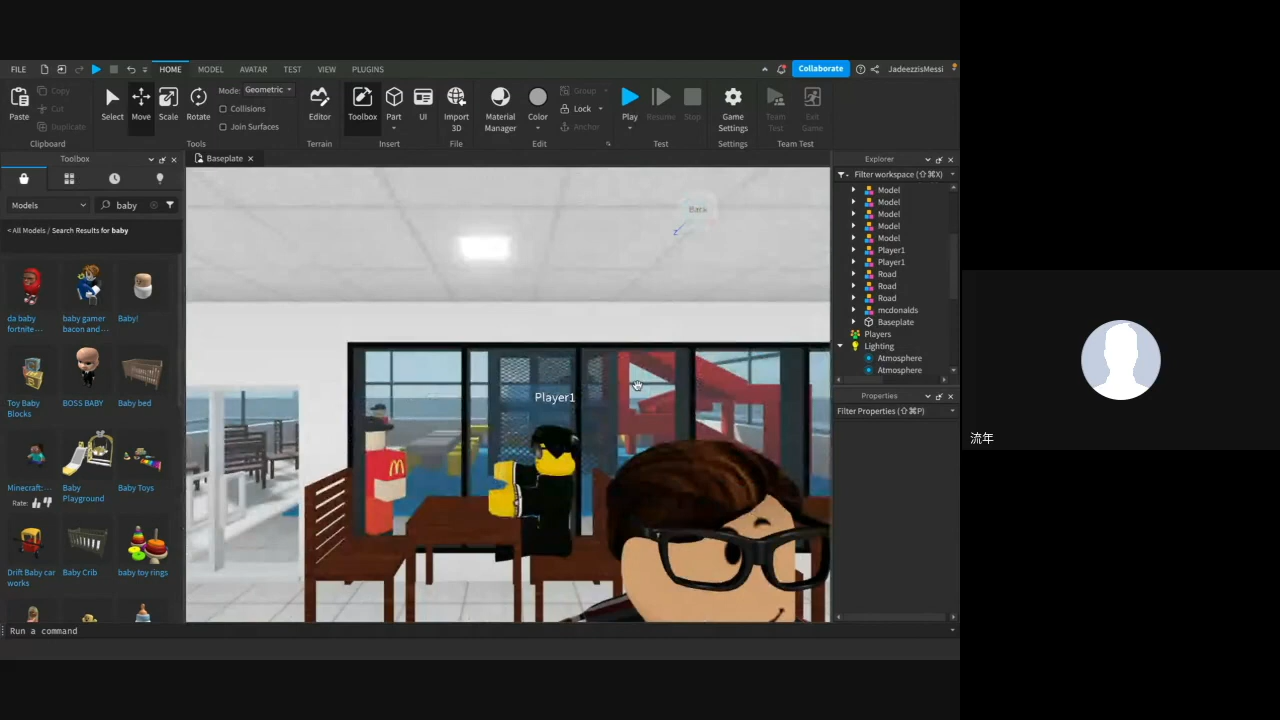 FILE
HOME
MODEL
AVATAR
TEST
VIEW
PLUGINS
Collaborate
JadeezzisMessi
Paste
Copy
Cut
Duplicate
Clipboard
Select
Move
Scale
Rotate
Mode: Geometric
Collisions
Join Surfaces
Tools
Editor
Terrain
Toolbox
Part
UI
Insert
Import
3D
File
Material
Manager
Color
Group
Lock
Anchor
Edit
Play
Resume
Stop
Test
Game
Settings
Settings
Team
Test
Exit
Game
Team Test
Toolbox
Models
baby
< All Models / Search Results for baby
da baby
fortnite...
baby gamer
bacon and...
Baby!
Toy Baby
Blocks
BOSS BABY
Baby bed
Minecraft:...
Rate:
Baby
Playground
Baby Toys
Drift Baby car
works
Baby Crib
baby toy rings
Baseplate
Back
Z
Player1
Explorer
Filter workspace (⇧⌘X)
Model
Model
Model
Model
Model
Player1
Player1
Road
Road
Road
mcdonalds
Baseplate
Players
Lighting
Atmosphere
Atmosphere
Properties
Filter Properties (⇧⌘P)
Run a command
流年